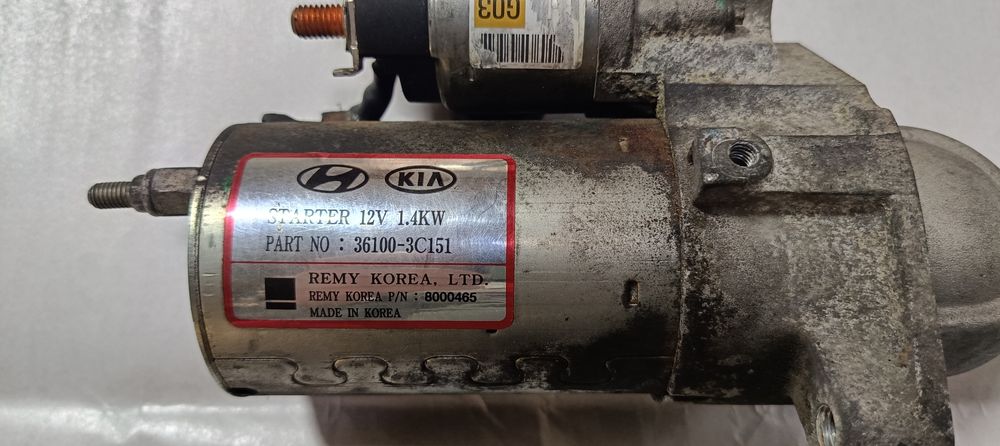 G03
KIA
STARTER 12V 1.4KW
PART NO : 36100-3C151
REMY KOREA, LTD.
REMY KOREA P/N : 8000465
MADE IN KOREA